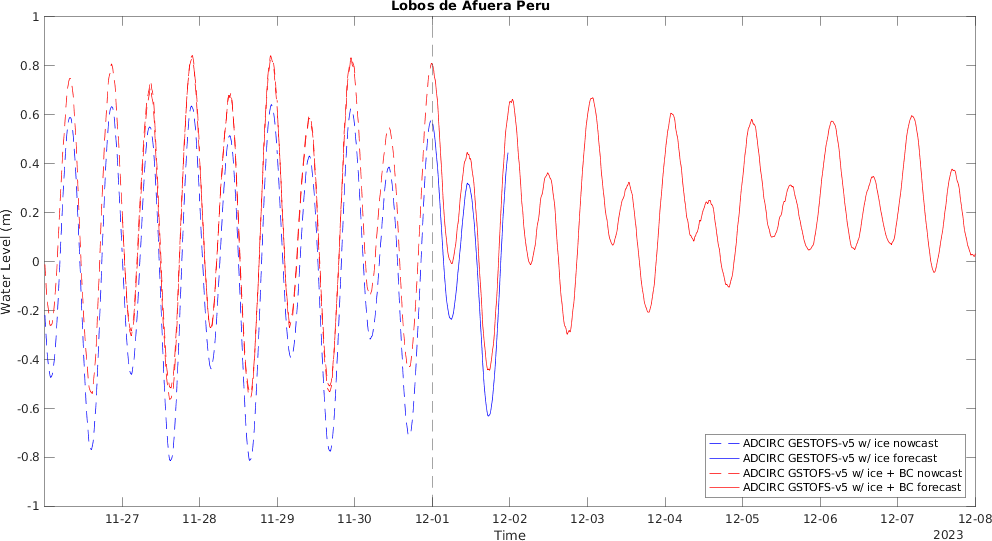 Lobos de Afuera Peru
1
0.8
0.6
0.4
0.2
0
-0.2
-0.4
-0.6
-0.8
-1
Water Level (m)
ADCIRC GESTOFS-v5 w/ ice nowcast
ADCIRC GESTOFS-v5 w/ ice forecast
ADCIRC GSTOFS-v5 w/ ice + BC nowcast
ADCIRC GSTOFS-v5 w/ ice + BC forecast
11-27 11-28 11-29 11-30 12-01 12-02 12-03 12-04 12-05 12-06 12-07 12-08
Time
2023